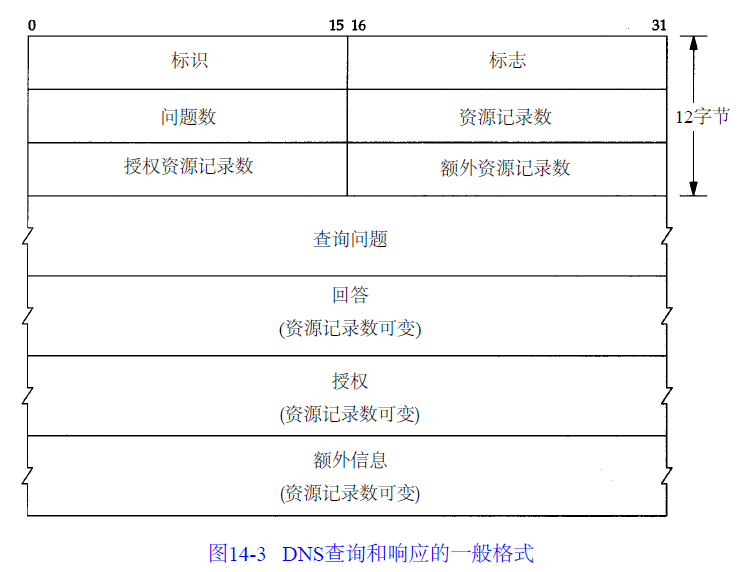 0 15 16 31
标识 标志
问题数 资源记录数 12字节
授权资源记录数 额外资源记录数
查询问题
回答
(资源记录数可变)
授权
(资源记录数可变)
额外信息
(资源记录数可变)
图14-3 DNS查询和响应的一般格式